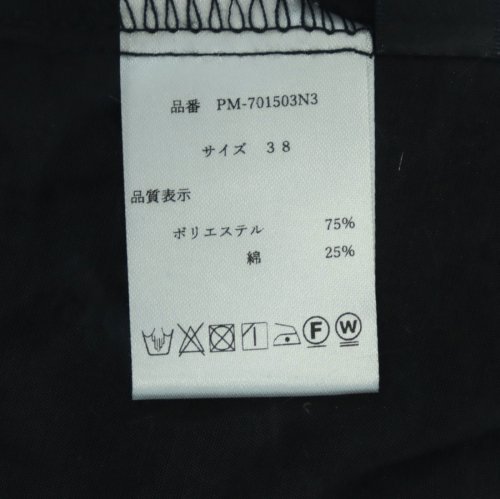 品番 PM-701503N3
サイズ 38
品質表示
ポリエステル 75%
綿 25%
F W